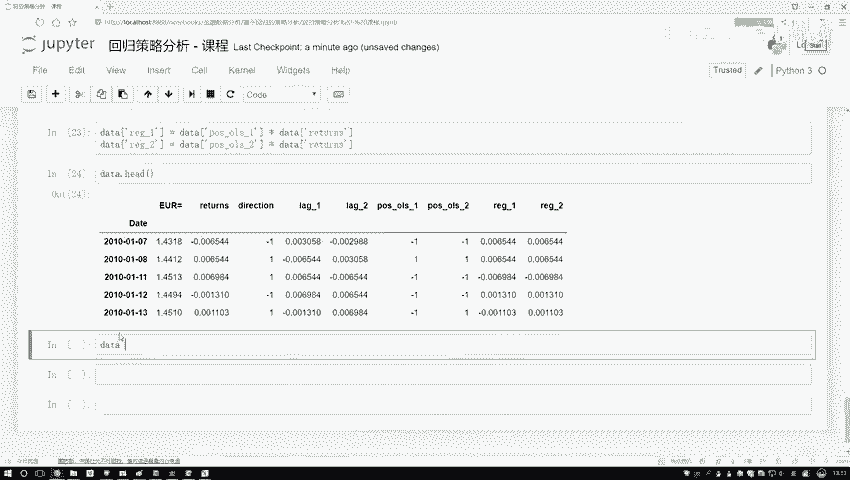 jupyter 回归策略分析 - 课程 Last Checkpoint: a minute ago (unsaved changes)
File Edit View Insert Cell Kernel Widgets Help
Trusted Python 3
Code
In [23]: data['reg_1'] = data['pos_ols_1'] * data['returns']
data['reg_2'] = data['pos_ols_2'] * data['returns']
In [24]: data.head()
Out[24]:
EUR= returns direction lag_1 lag_2 pos_ols_1 pos_ols_2 reg_1 reg_2
Date
2010-01-07 1.4318 -0.006544 -1 0.003058 -0.002988 -1 -1 0.006544 0.006544
2010-01-08 1.4412 0.006544 1 -0.006544 0.003058 1 1 0.006544 0.006544
2010-01-11 1.4513 0.006984 1 0.006544 -0.006544 -1 -1 -0.006984 -0.006984
2010-01-12 1.4494 -0.001310 -1 0.006984 0.006544 -1 -1 0.001310 0.001310
2010-01-13 1.4510 0.001103 1 -0.001310 0.006984 -1 1 -0.001103 0.001103
In [ ]: data
In [ ]:
In [ ]: